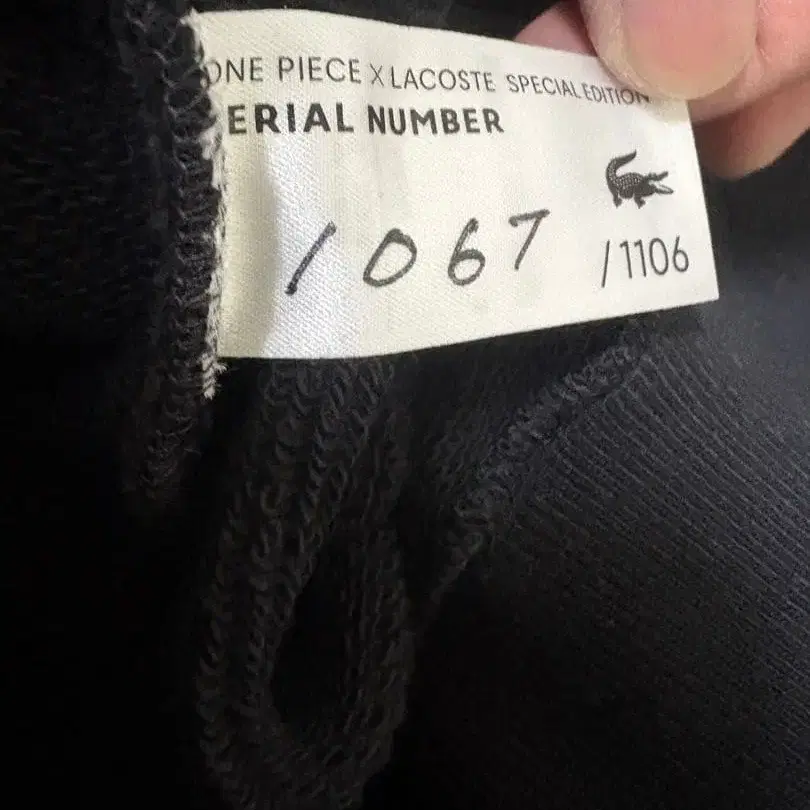 ONE PIECE X LACOSTE SPECIAL EDITION
ERIAL NUMBER
1067 /1106